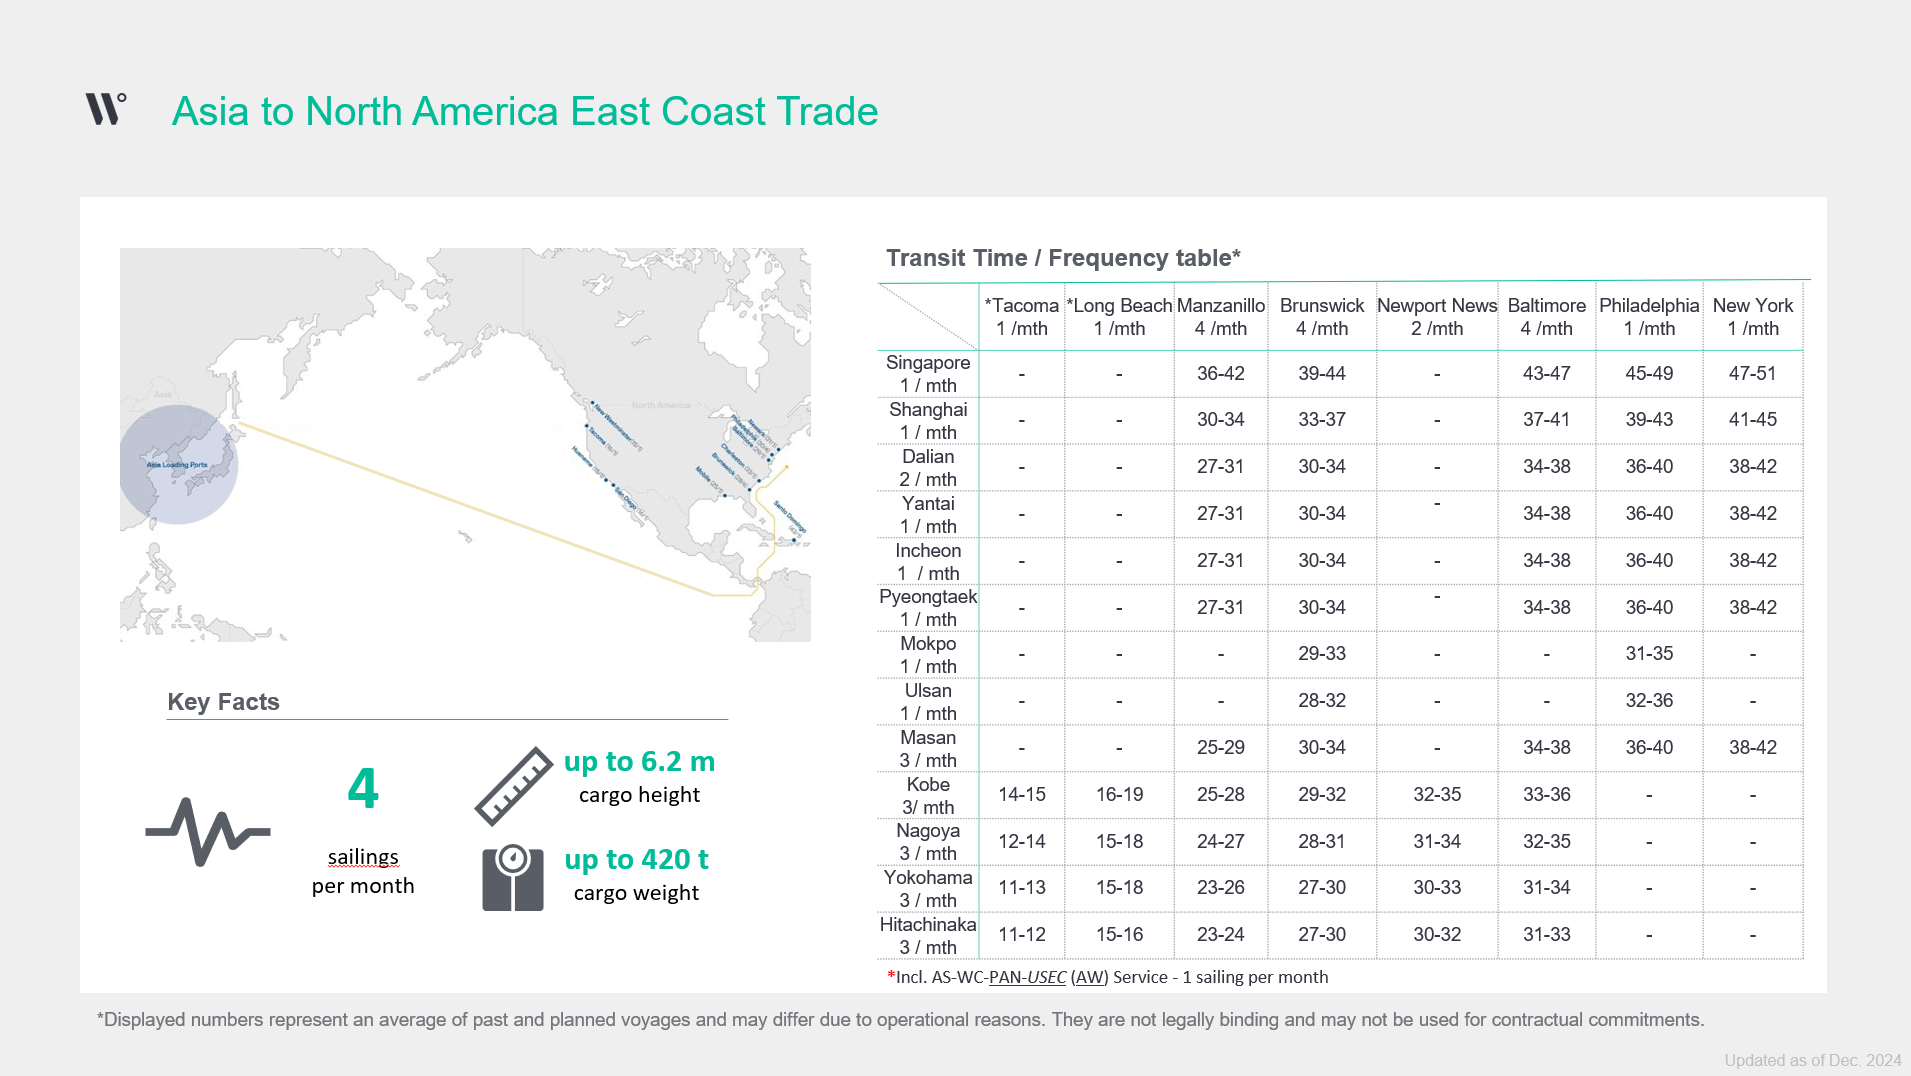 Asia to North America East Coast Trade
Asia
North America
Asia Loading Ports
New Westminster
Tacoma
Hueneme
San Diego
Mobile
Brunswick
Charleston
Baltimore
Philadelphia
Newark
Santo Domingo
Key Facts
4
sailings
per month
up to 6.2 m
cargo height
up to 420 t
cargo weight
Transit Time / Frequency table*
*Tacoma *Long Beach Manzanillo Brunswick Newport News Baltimore Philadelphia New York
1 /mth 1 /mth 4 /mth 4 /mth 2 /mth 4 /mth 1 /mth 1 /mth
Singapore
1 / mth - - 36-42 39-44 - 43-47 45-49 47-51
Shanghai
1 / mth - - 30-34 33-37 - 37-41 39-43 41-45
Dalian
2 / mth - - 27-31 30-34 - 34-38 36-40 38-42
Yantai
1 / mth - - 27-31 30-34 - 34-38 36-40 38-42
Incheon
1 / mth - - 27-31 30-34 - 34-38 36-40 38-42
Pyeongtaek
1 / mth - - 27-31 30-34 - 34-38 36-40 38-42
Mokpo
1 / mth - - - 29-33 - - 31-35 -
Ulsan
1 / mth - - - 28-32 - - 32-36 -
Masan
3 / mth - - 25-29 30-34 - 34-38 36-40 38-42
Kobe
3/ mth 14-15 16-19 25-28 29-32 32-35 33-36 - -
Nagoya
3 / mth 12-14 15-18 24-27 28-31 31-34 32-35 - -
Yokohama
3 / mth 11-13 15-18 23-26 27-30 30-33 31-34 - -
Hitachinaka
3 / mth 11-12 15-16 23-24 27-30 30-32 31-33 - -
*Incl. AS-WC-PAN-USEC (AW) Service - 1 sailing per month
*Displayed numbers represent an average of past and planned voyages and may differ due to operational reasons. They are not legally binding and may not be used for contractual commitments.
Updated as of Dec. 2024